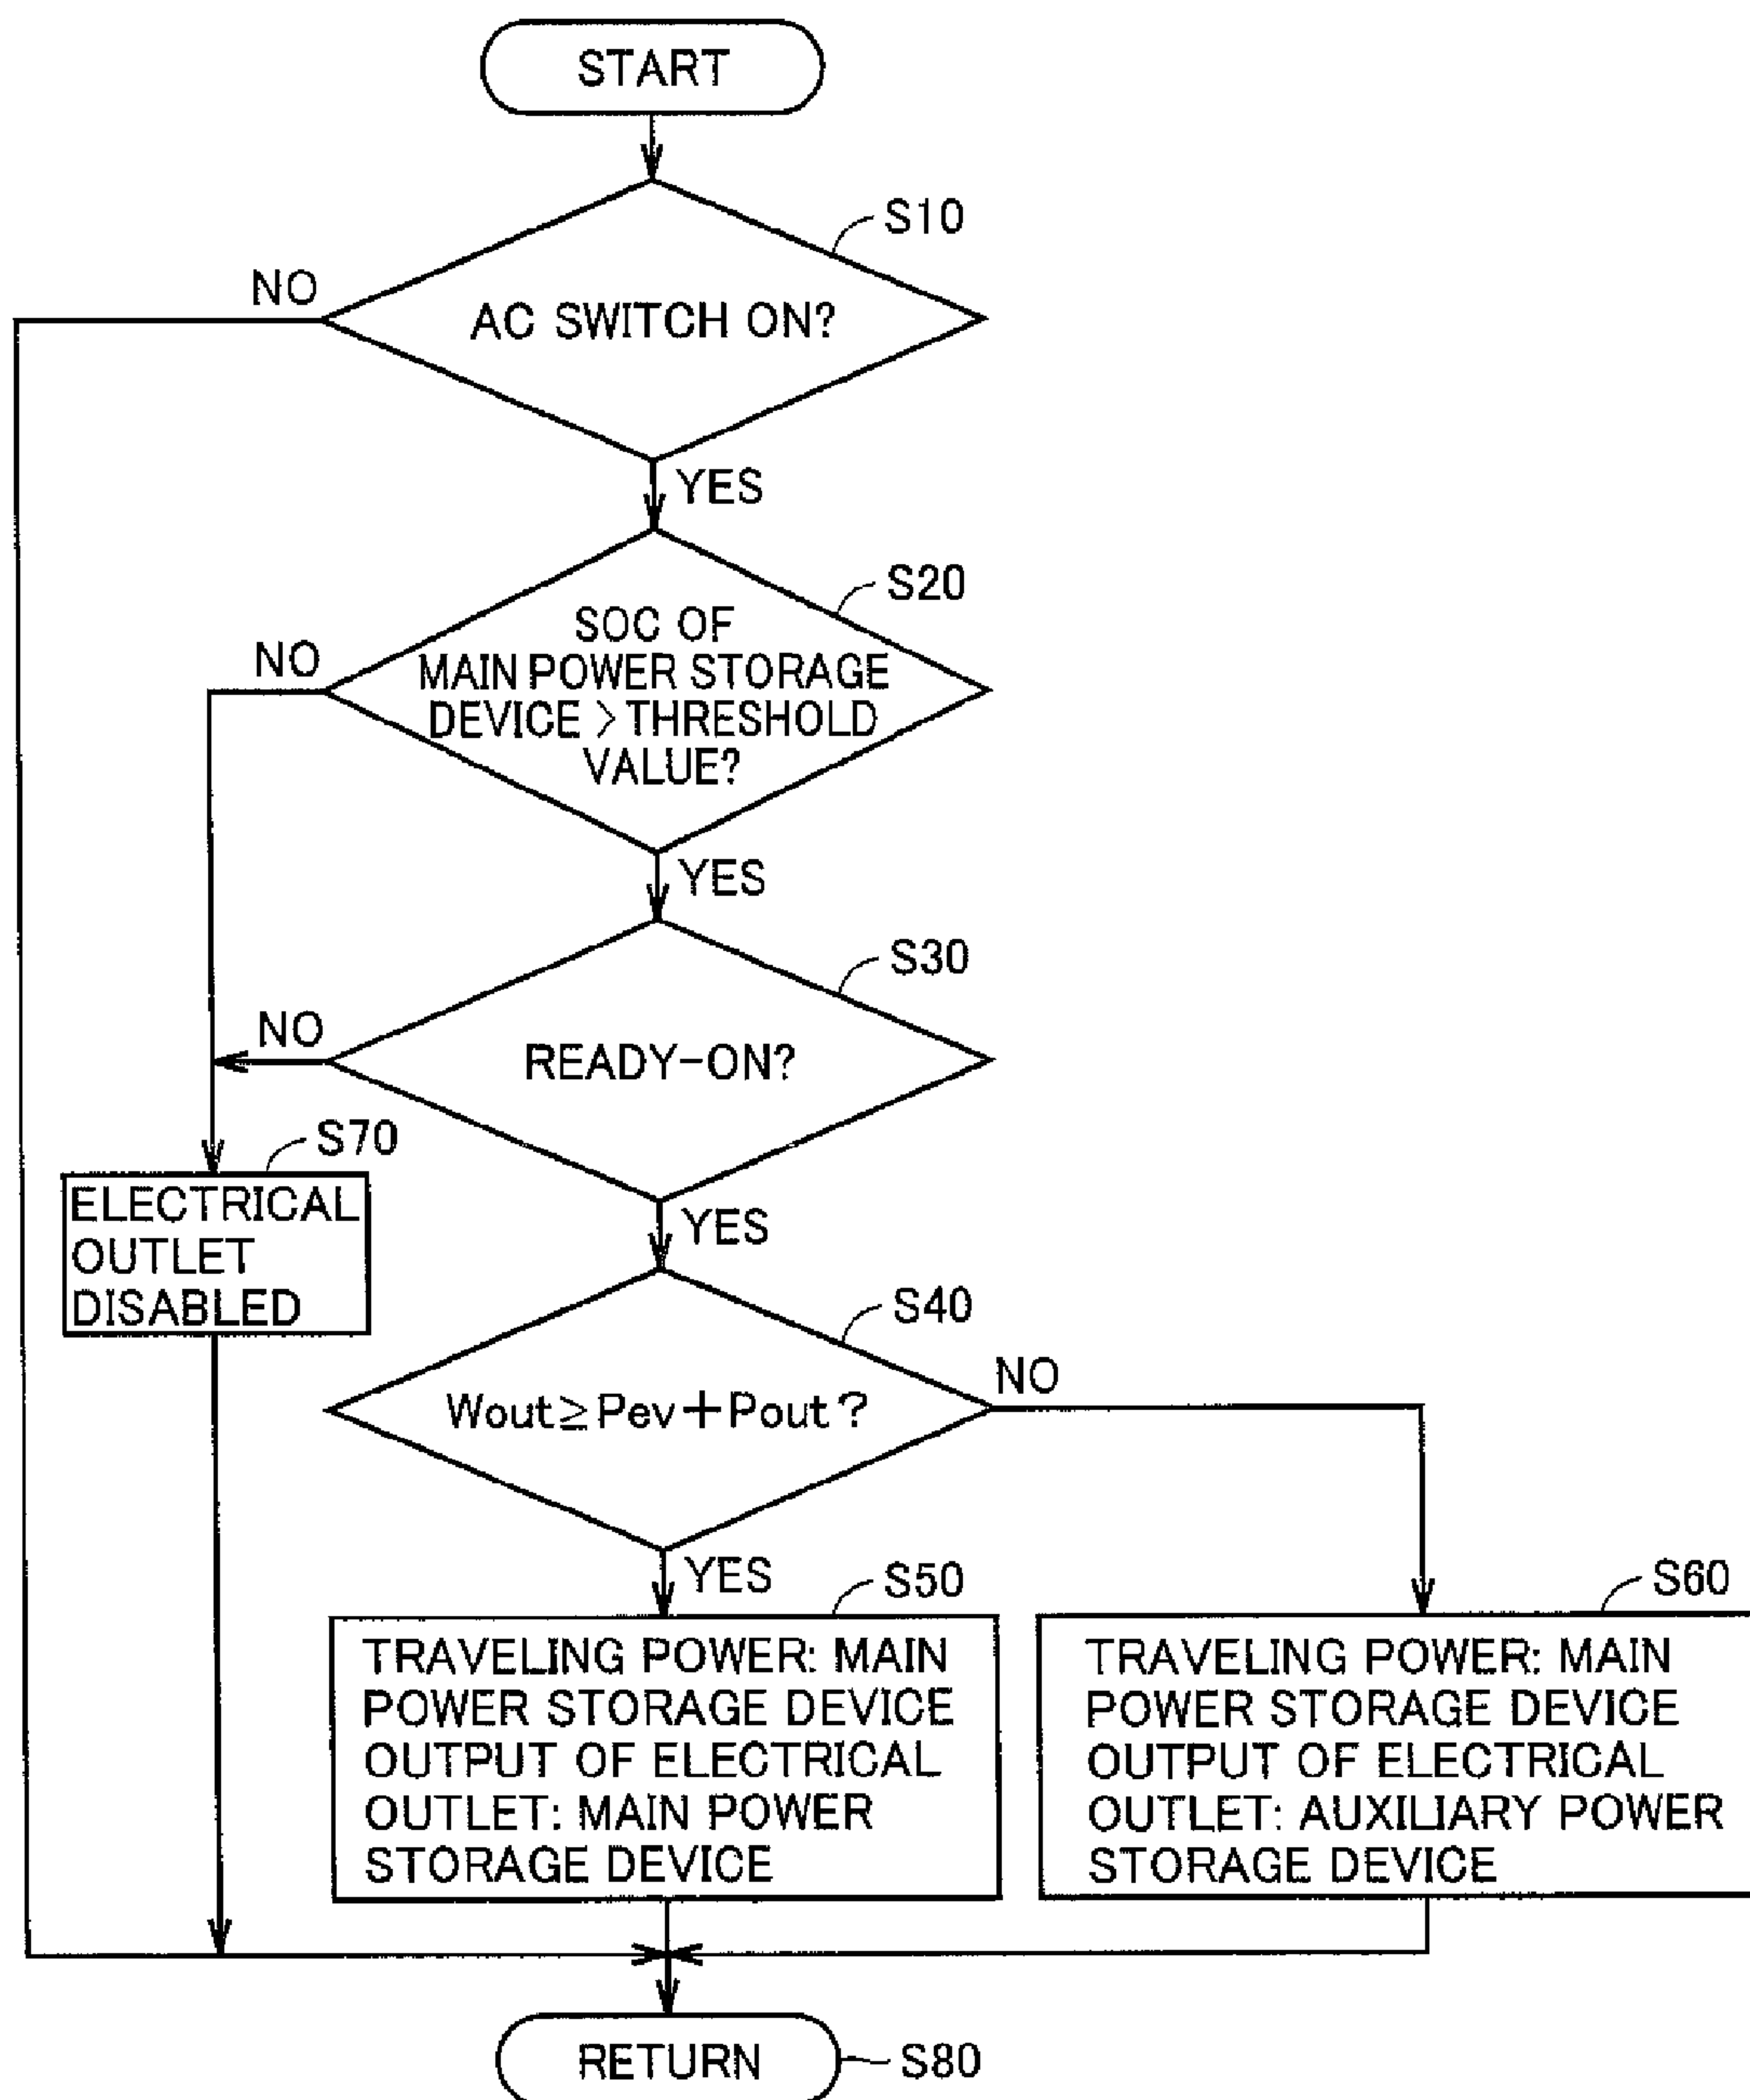 START
S10
NO
AC SWITCH ON?
YES
S20
NO
SOC OF
MAIN POWER STORAGE
DEVICE > THRESHOLD
VALUE?
YES
S30
NO
READY-ON?
S70
YES
ELECTRICAL
OUTLET
DISABLED
S40
NO
Wout≥Pev+Pout?
YES
S50
S60
TRAVELING POWER: MAIN
POWER STORAGE DEVICE
OUTPUT OF ELECTRICAL
OUTLET: MAIN POWER
STORAGE DEVICE
TRAVELING POWER: MAIN
POWER STORAGE DEVICE
OUTPUT OF ELECTRICAL
OUTLET: AUXILIARY POWER
STORAGE DEVICE
RETURN
S80